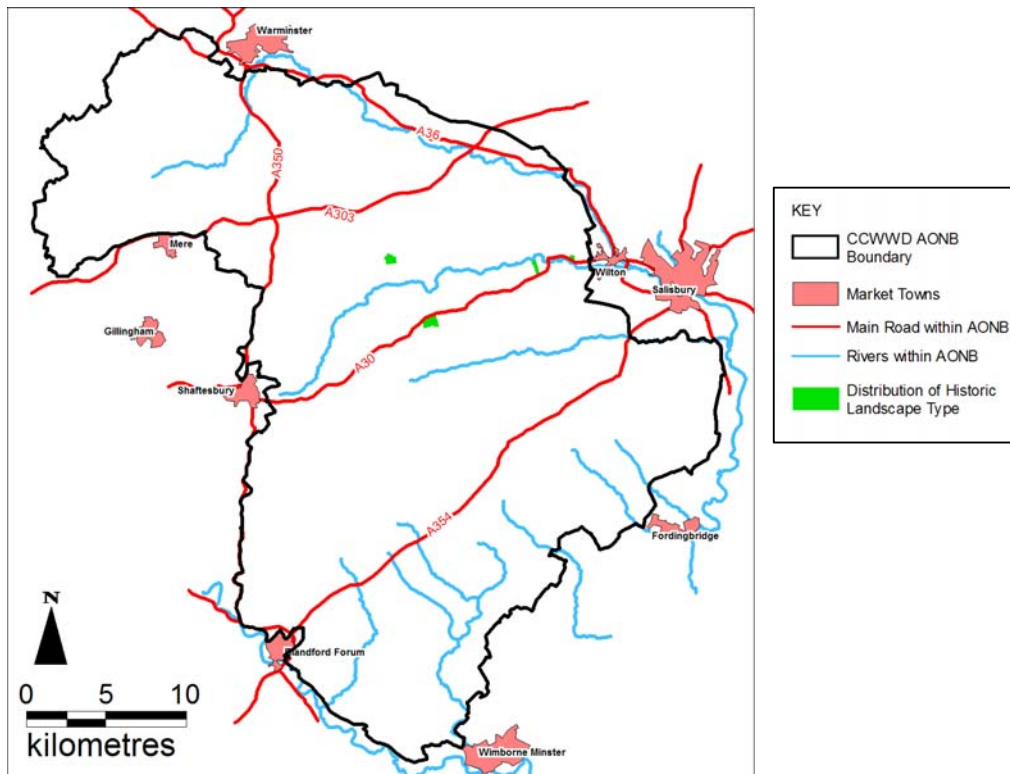 Warminster
A36
A350
A303
Mere
Wilton
Salisbury
Gillingham
A30
Shaftesbury
A354
Fordingbridge
N
Blandford Forum
0 5 10
kilometres
Wimborne Minster
KEY
CCWWD AONB
Boundary
Market Towns
Main Road within AONB
Rivers within AONB
Distribution of Historic
Landscape Type